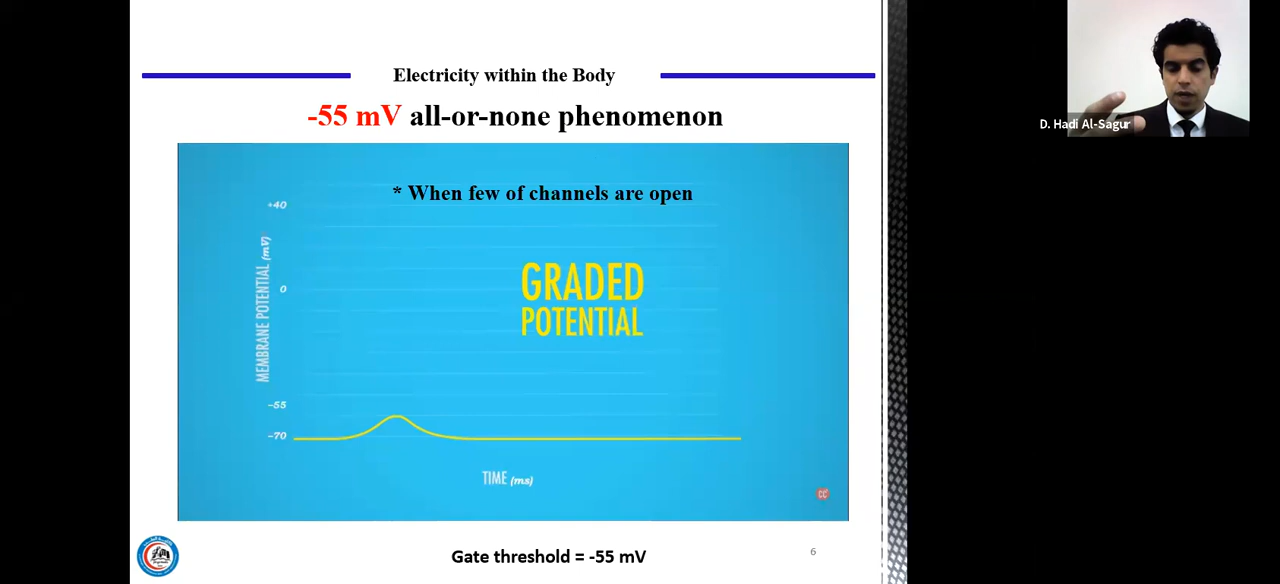 Electricity within the Body
-55 mV all-or-none phenomenon
* When few of channels are open
+40
MEMBRANE POTENTIAL (mV)
0
GRADED
POTENTIAL
-55
-70
TIME (ms)
CC
Gate threshold = -55 mV
6
D. Hadi Al-Sagur